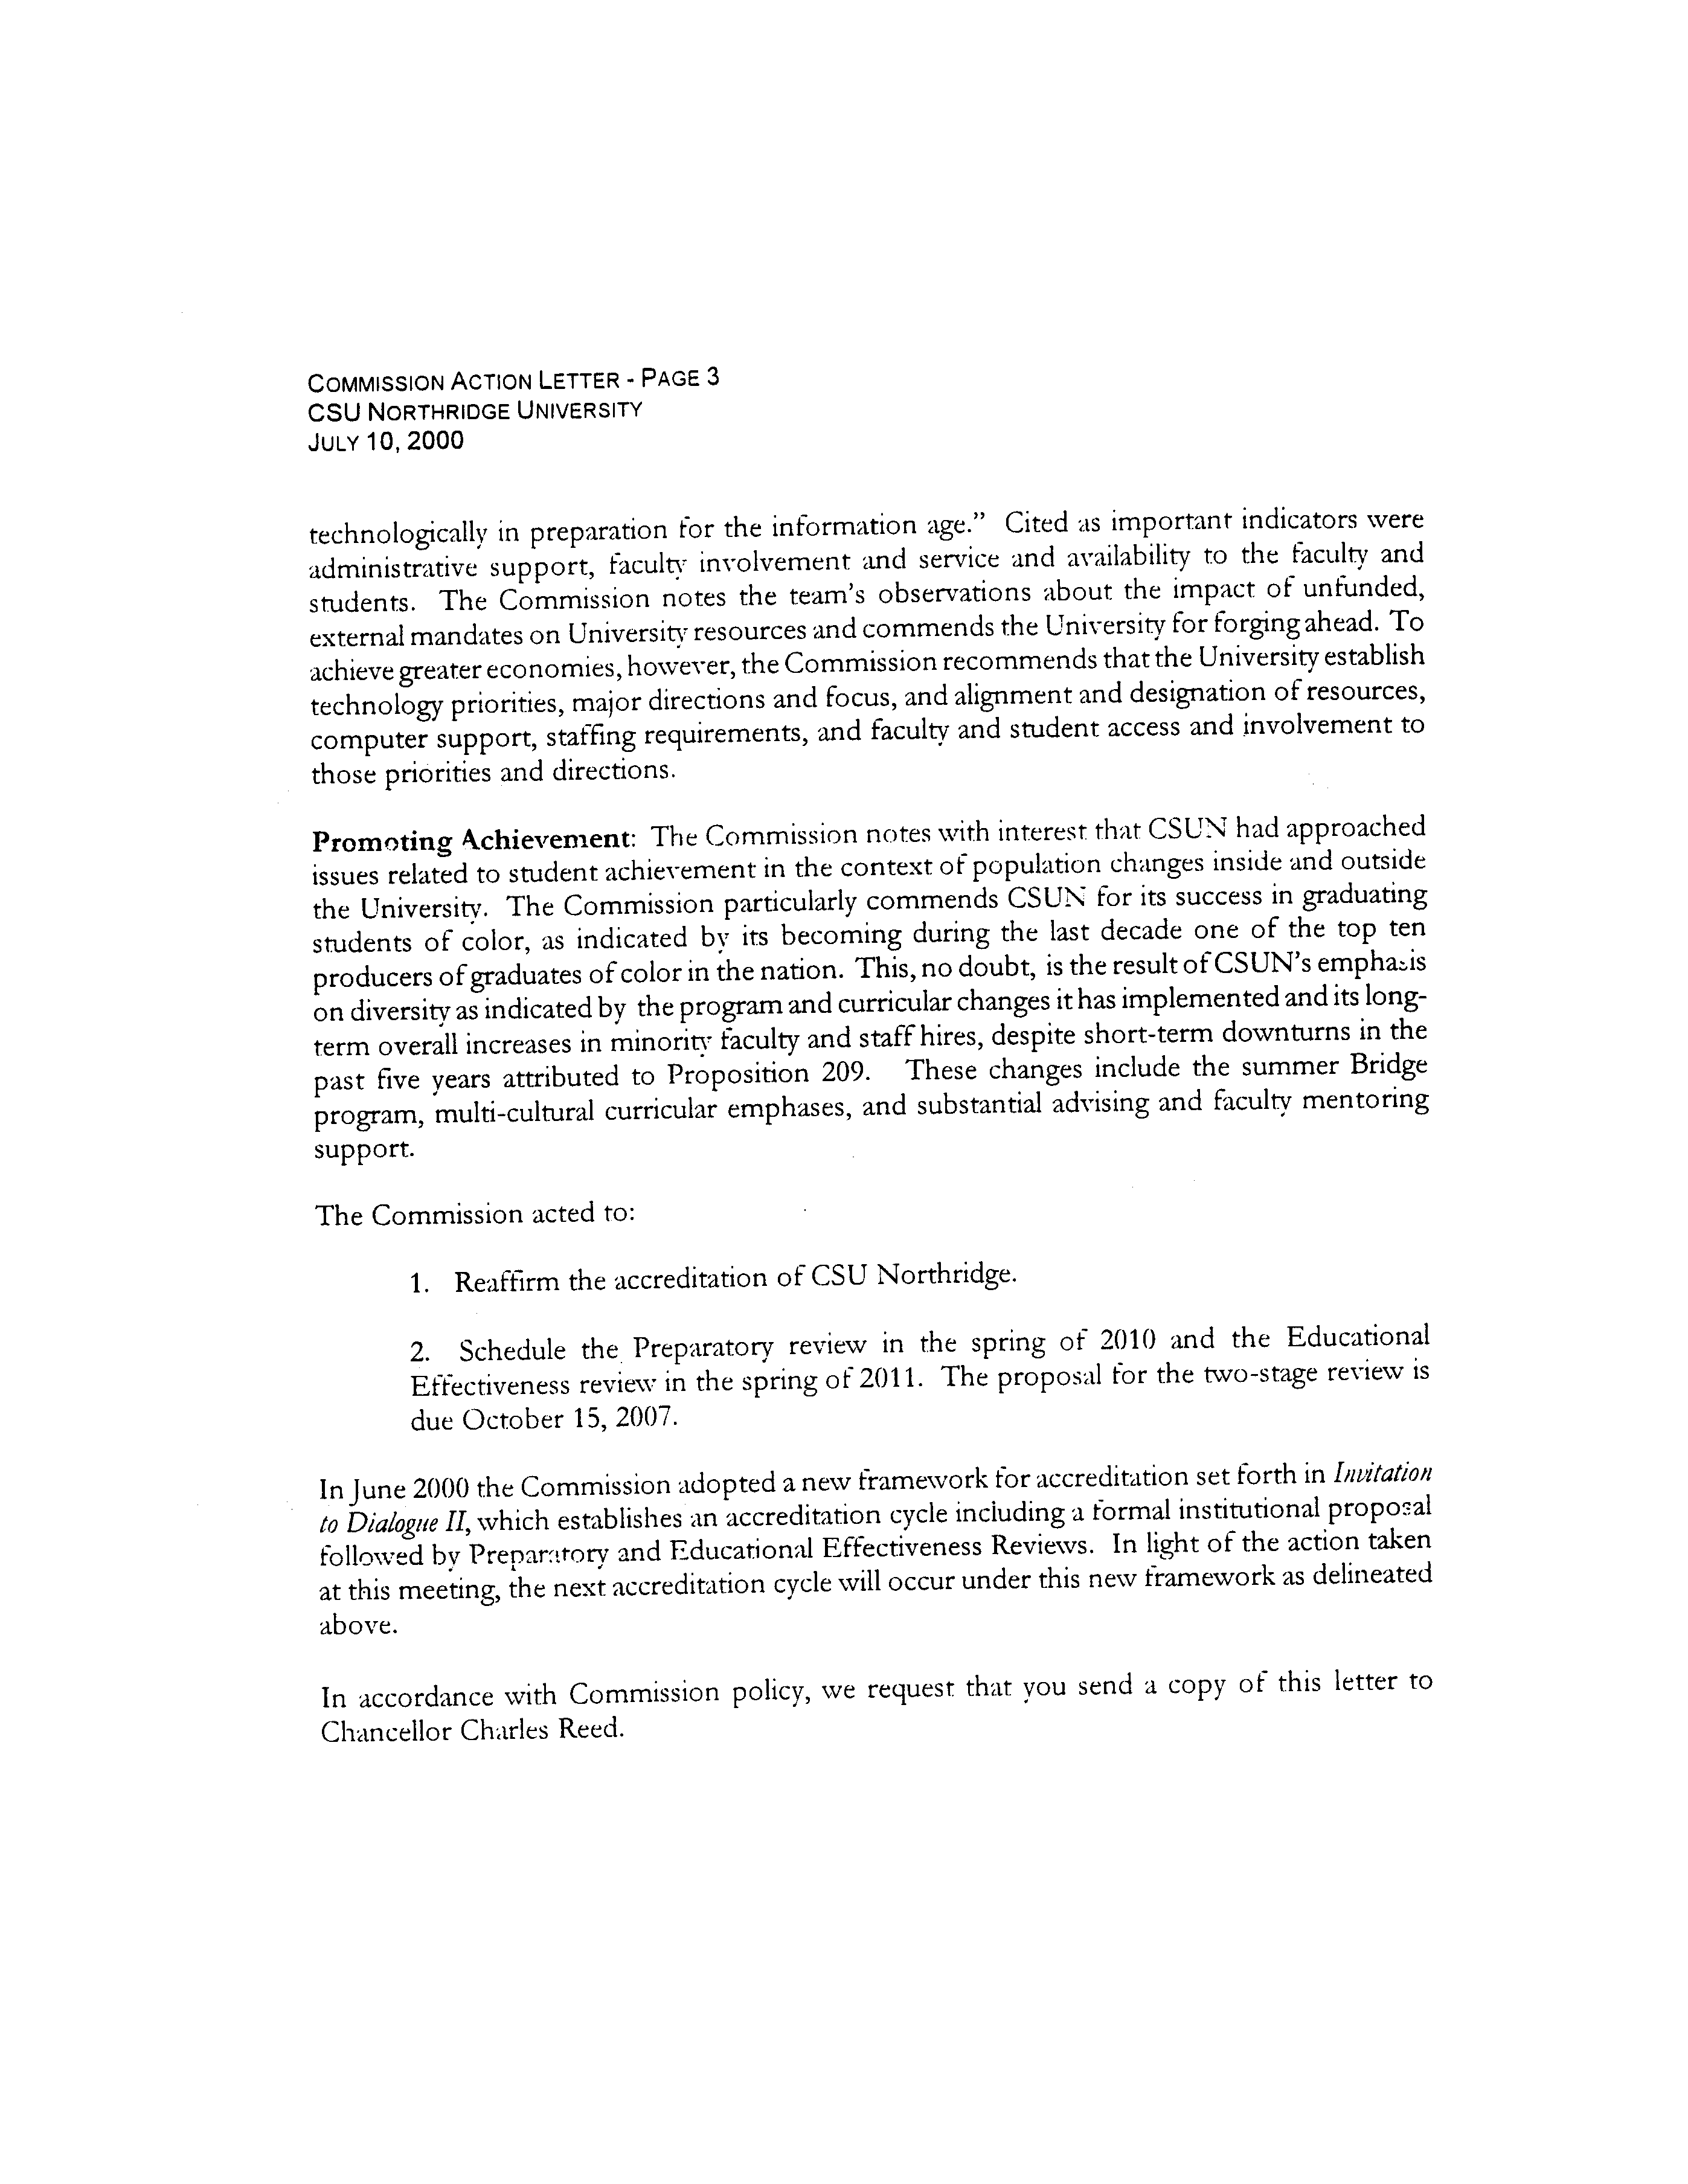 COMMISSION ACTION LETTER - PAGE 3
CSU NORTHRIDGE UNIVERSITY
JULY 10, 2000
technologically in preparation for the information age.” Cited as important indicators were
administrative support, faculty involvement and service and availability to the faculty and
students. The Commission notes the team's observations about the impact of unfunded,
external mandates on University resources and commends the University for forging ahead. To
achieve greater economies, however, the Commission recommends that the University establish
technology priorities, major directions and focus, and alignment and designation of resources,
computer support, staffing requirements, and faculty and student access and involvement to
those priorities and directions.
Promoting Achievement: The Commission notes with interest that CSUN had approached
issues related to student achievement in the context of population changes inside and outside
the University. The Commission particularly commends CSUN for its success in graduating
students of color, as indicated by its becoming during the last decade one of the top ten
producers of graduates of color in the nation. This, no doubt, is the result of CSUN's emphasis
on diversity as indicated by the program and curricular changes it has implemented and its long-
term overall increases in minority faculty and staff hires, despite short-term downturns in the
past five years attributed to Proposition 209. These changes include the summer Bridge
program, multi-cultural curricular emphases, and substantial advising and faculty mentoring
support.
The Commission acted to:
1. Reaffirm the accreditation of CSU Northridge.
2. Schedule the Preparatory review in the spring of 2010 and the Educational
Effectiveness review in the spring of 2011. The proposal for the two-stage review is
due October 15, 2007.
In June 2000 the Commission adopted a new framework for accreditation set forth in Invitation
to Dialogue II, which establishes an accreditation cycle including a formal institutional proposal
followed by Preparatory and Educational Effectiveness Reviews. In light of the action taken
at this meeting, the next accreditation cycle will occur under this new framework as delineated
above.
In accordance with Commission policy, we request that you send a copy of this letter to
Chancellor Charles Reed.